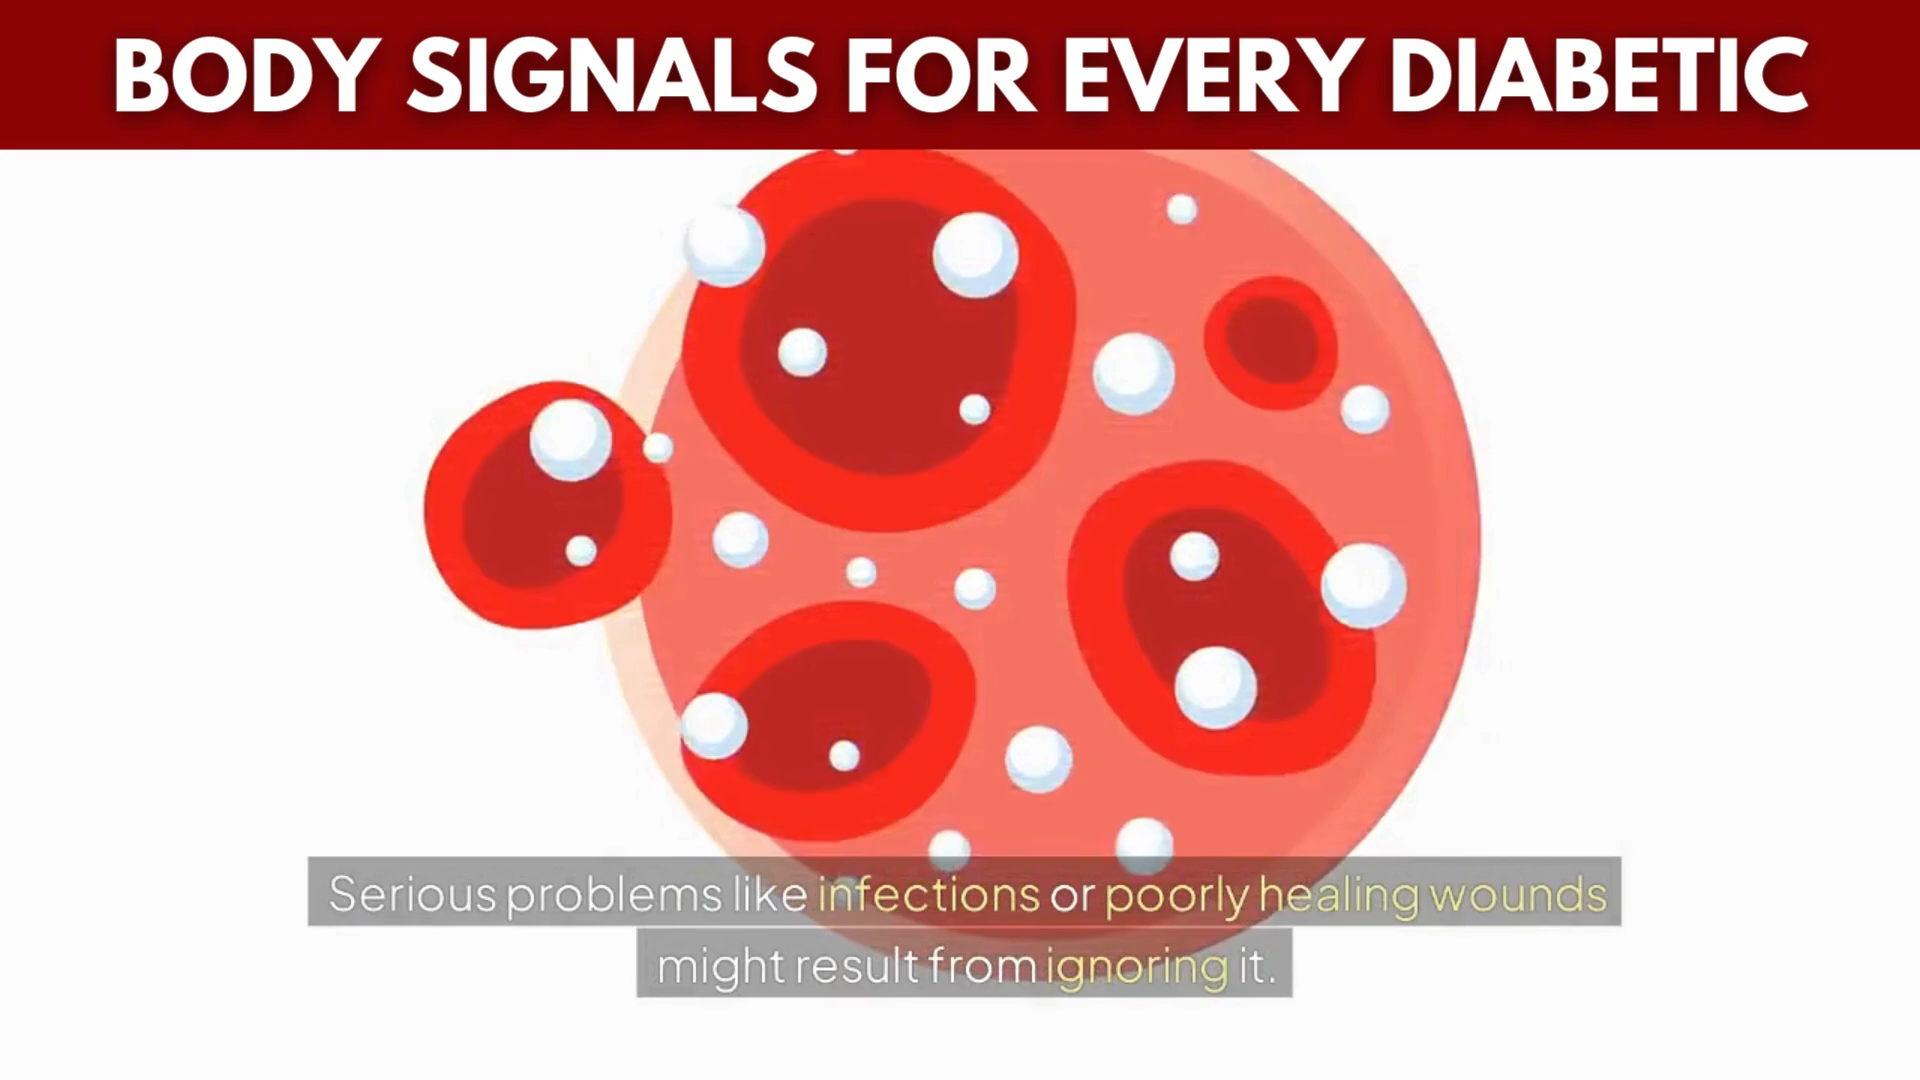 BODY SIGNALS FOR EVERY DIABETIC
Serious problems like infections or poorly healing wounds
might result from ignoring it.